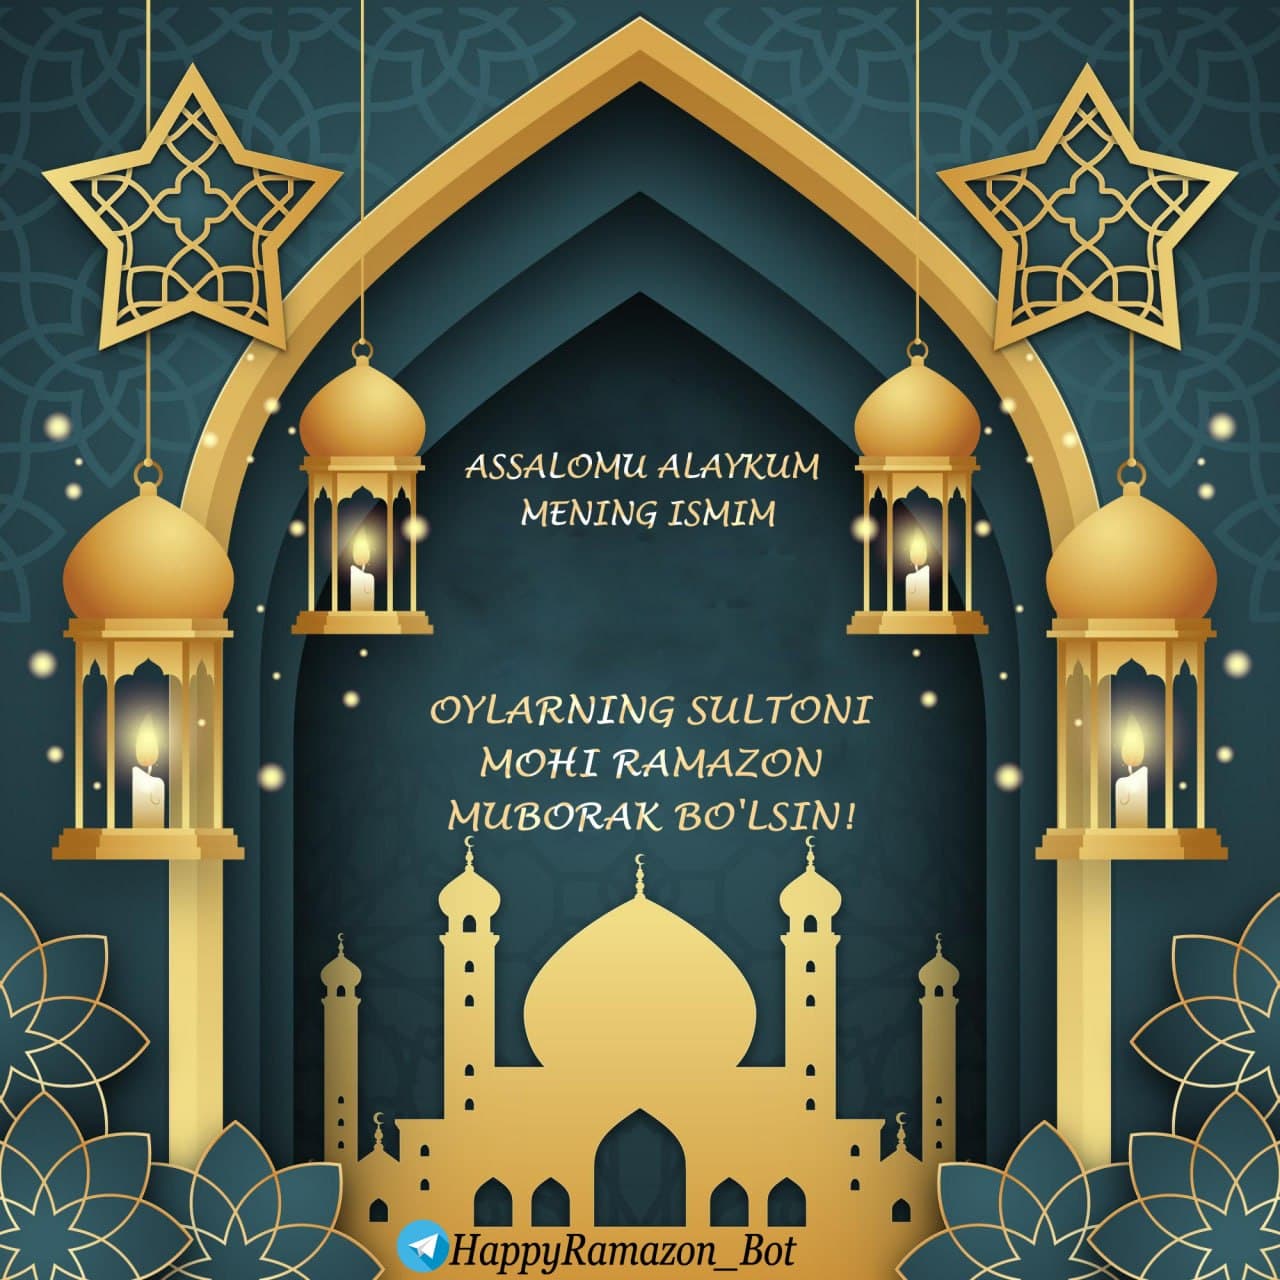 ASSALOMU ALAYKUM
MENING ISMIM
OYLARNING SULTONI
MOHI RAMAZON
MUBORAK BO'LSIN!
HappyRamazon_Bot